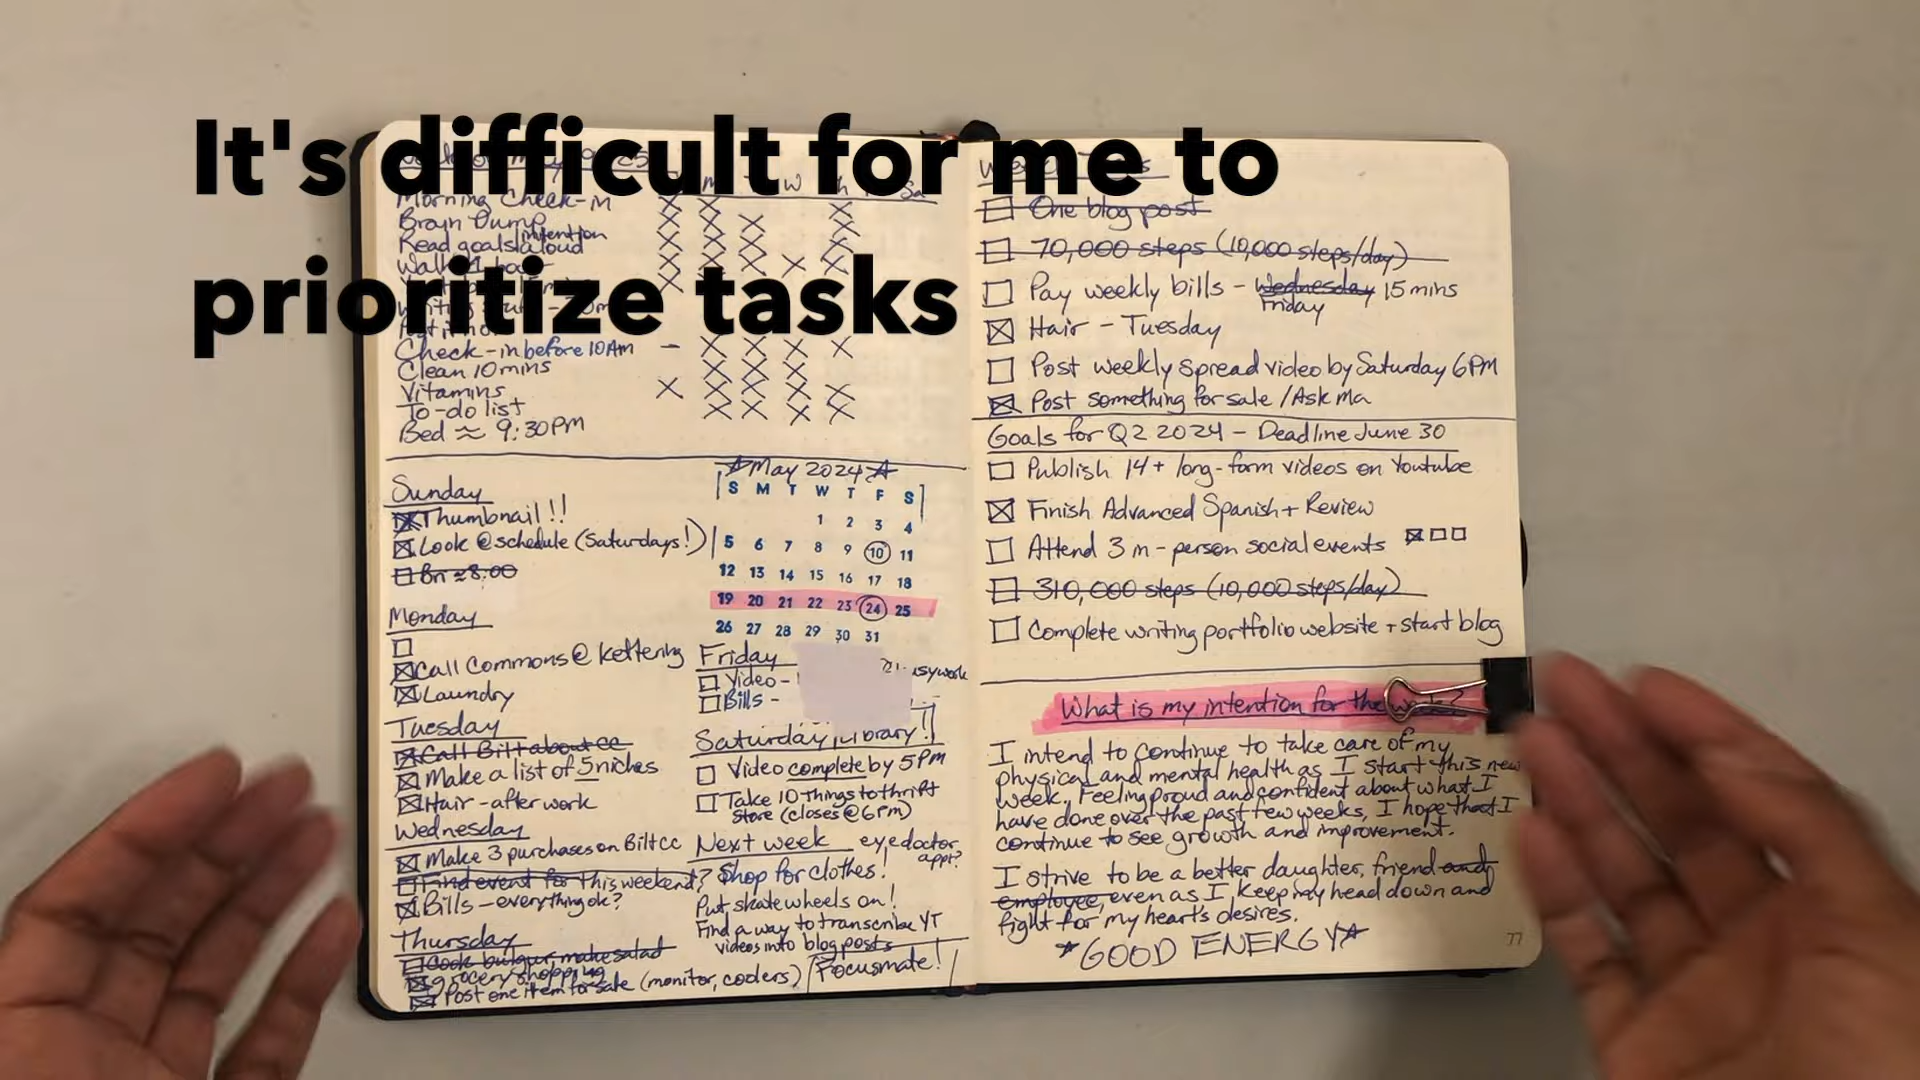 It's difficult for me to
prioritize tasks
Morning Check-in
Brain Dump
Read goals/intention aloud
Check-in before 10AM
Clean 10 mins
Vitamins
To-do list
Bed ≈ 9:30PM
Sunday
Thumbnail!!
Look @ schedule (Saturdays!)
Monday
Call Commons @ Kettering
Laundry
Tuesday
Call Bilt about cc
Make a list of 5 niches
Hair - after work
Wednesday
Make 3 purchases on Bilt cc
Find event for this weekend?
Bills - everything ok?
Thursday
Cook bulgur, make salad
grocery shopping
Post one item for sale (monitor, coolers)
May 2024
S M T W T F S
1 2 3 4
5 6 7 8 9 10 11
12 13 14 15 16 17 18
19 20 21 22 23 24 25
26 27 28 29 30 31
Friday
Video -
Bills -
Saturday
Video complete by 5PM
Take 10 things to thrift
store (closes @ 6PM)
Next week
eye doctor
appt?
Shop for clothes!
Put skate wheels on!
Find a way to transcribe YT
videos into blog posts
Focusmate!
One blog post
70,000 steps (10,000 steps/day)
Pay weekly bills - Wednesday 15 mins
Friday
Hair - Tuesday
Post weekly spread video by Saturday 6PM
Post something for sale / Ask Ma
Goals for Q2 2024 - Deadline June 30
Publish 14+ long-form videos on Youtube
Finish Advanced Spanish + Review
Attend 3 in-person social events
310,000 steps (10,000 steps/day)
Complete writing portfolio website + start blog
What is my intention for the
I intend to continue to take care of my
physical and mental health as I start this new
week. Feeling proud and confident about what I
have done over the past few weeks, I hope that I
continue to see growth and improvement.
I strive to be a better daughter, friend and
employee, even as I keep my head down and
fight for my heart's desires.
GOOD ENERGY
77